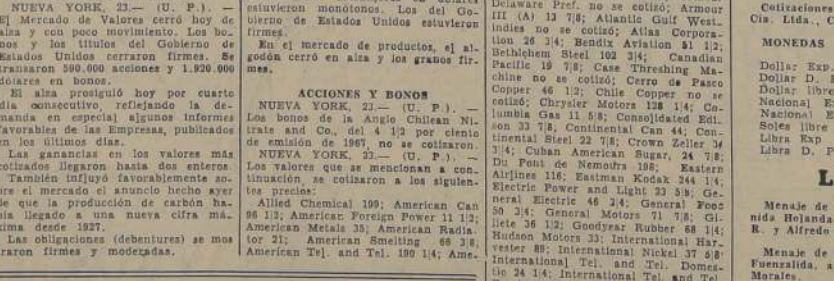 NUEVA YORK, 23.— (U. P.). —
El Mercado de Valores cerró hoy de
alza y con poco movimiento. Los bo_
nos y los títulos del Gobierno de
Estados Unidos cerraron firmes. Se
transaron 590.000 acciones y 1.920.000
dólares en bonos.
El alza prosiguió hoy por cuarto
día consecutivo, reflejando la de-
manda en especial algunos informes
favorables de las Empresas, publicados
en los últimos días.
Las ganancias en los valores más
cotizados llegaron hasta dos enteros.
También influyó favorablemente so-
bre el mercado el anuncio hecho ayer
de que la producción de carbón ha-
bía llegado a una nueva cifra má_
xima desde 1927.
Las obligaciones (debentures) se mos
traron firmes y moderadas.
estuvieron monótonos. Los del Go-
bierno de Estados Unidos estuvieron
firmes.
En el mercado de productos, el al-
godón cerró en alza y los granos fir-
mes.
ACCIONES Y BONOS
NUEVA YORK, 23.— (U. P.). —
Los bonos de la Anglo Chilean Ni-
trate and Co., del 4 1|2 por ciento
de emisión de 1967, no se cotizaron.
NUEVA YORK, 23.— (U. P.). —
Los valores que se mencionan a con-
tinuación se cotizaron a los siguien-
tes precios:
Allied Chemical 199; American Can
96 1|2; American Foreign Power 11 1|2;
American Metals 35; American Radia-
tor 21; American Smelting 66 3|8;
American Tel. and Tel. 190 1|4; Ame-
Delaware Pref. no se cotizó; Armour
III (A) 13 7|8; Atlantic Gulf West_
indies no se cotizó; Atlas Corpora-
tion 26 3|4; Bendix Aviation 51 1|2;
Bethlehem Steel 102 3|4; Canadian
Pacific 19 7|8; Case Threshing Ma-
chine no se cotizó; Cerro de Pasco
Copper 46 1|2; Chile Copper no se
cotizó; Chrysler Motors 128 1|4; Co-
lumbia Gas 11 5|8; Consolidated Edi-
son 33 7|8; Continental Can 44; Con-
tinental Steel 22 7|8; Crown Zeller 34
3|4; Cuban American Sugar, 24 7|8;
Du Pont de Nemours 198; Eastern
Airlines 116; Eastman Kodak 244 1|4;
Electric Power and Light 23 5|8; Ge-
neral Electric 46 3|4; General Food
50 3|4; General Motors 71 7|8; Gi-
llete 36 1|2; Goodyear Rubber 68 1|4;
Hudson Motors 33; International Har_
vester 89; International Nickel 37 5|8
International Tel. and Tel. Domes-
tic 24 1|4; International Tel. and Tel
Cotizaciones
Cía. Ltda.,
MONEDAS
Dollar Exp.
Dollar D.
Dollar libre
Nacional E
Nacional
Soles libre
Libra Exp
Libra D. P
L
Menaje de
nida Holanda
R. y Alfredo
Menaje de
Fuenzalida, a
Morales.